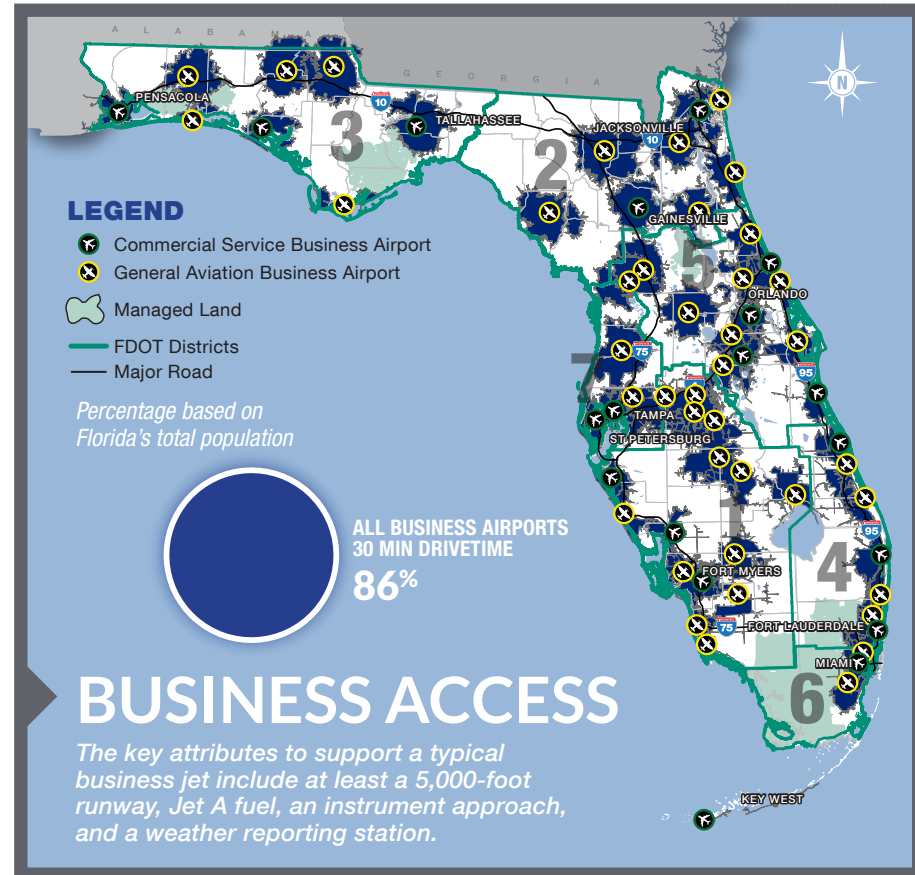 A L A B A M A
G E O R G I A
N
PENSACOLA
10
TALLAHASSEE
3
JACKSONVILLE
10
2
GAINESVILLE
5
ORLANDO
LEGEND
Commercial Service Business Airport
General Aviation Business Airport
Managed Land
FDOT Districts
Major Road
75
95
7
TAMPA
ST PETERSBURG
Percentage based on
Florida's total population
1
ALL BUSINESS AIRPORTS
30 MIN DRIVETIME
86%
95
4
FORT MYERS
75
FORT LAUDERDALE
MIAMI
6
BUSINESS ACCESS
The key attributes to support a typical
business jet include at least a 5,000-foot
runway, Jet A fuel, an instrument approach,
and a weather reporting station.
KEY WEST